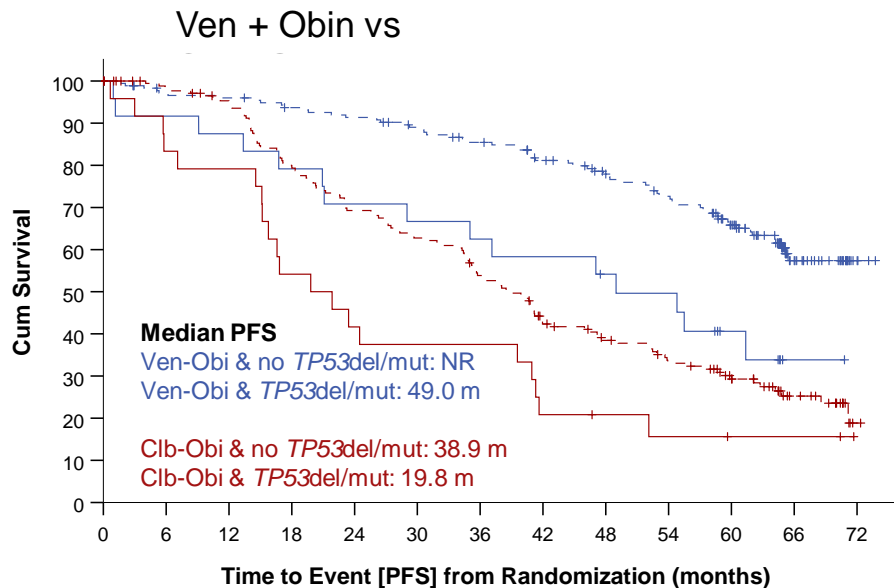 Ven + Obin vs
100
90
80
70
60
50
40
30
20
10
0
Cum Survival
Median PFS
Ven-Obi & no TP53del/mut: NR
Ven-Obi & TP53del/mut: 49.0 m
Clb-Obi & no TP53del/mut: 38.9 m
Clb-Obi & TP53del/mut: 19.8 m
0 6 12 18 24 30 36 42 48 54 60 66 72
Time to Event [PFS] from Randomization (months)